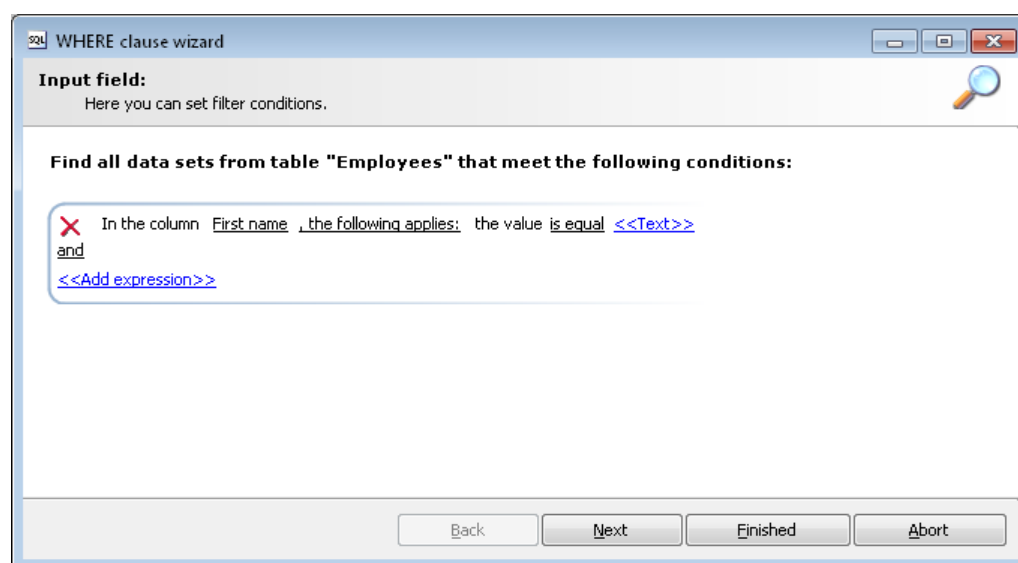 SQL WHERE clause wizard
Input field:
Here you can set filter conditions.
Find all data sets from table "Employees" that meet the following conditions:
In the column First name , the following applies: the value is equal <<Text>>
and
<<Add expression>>
Back Next Finished Abort